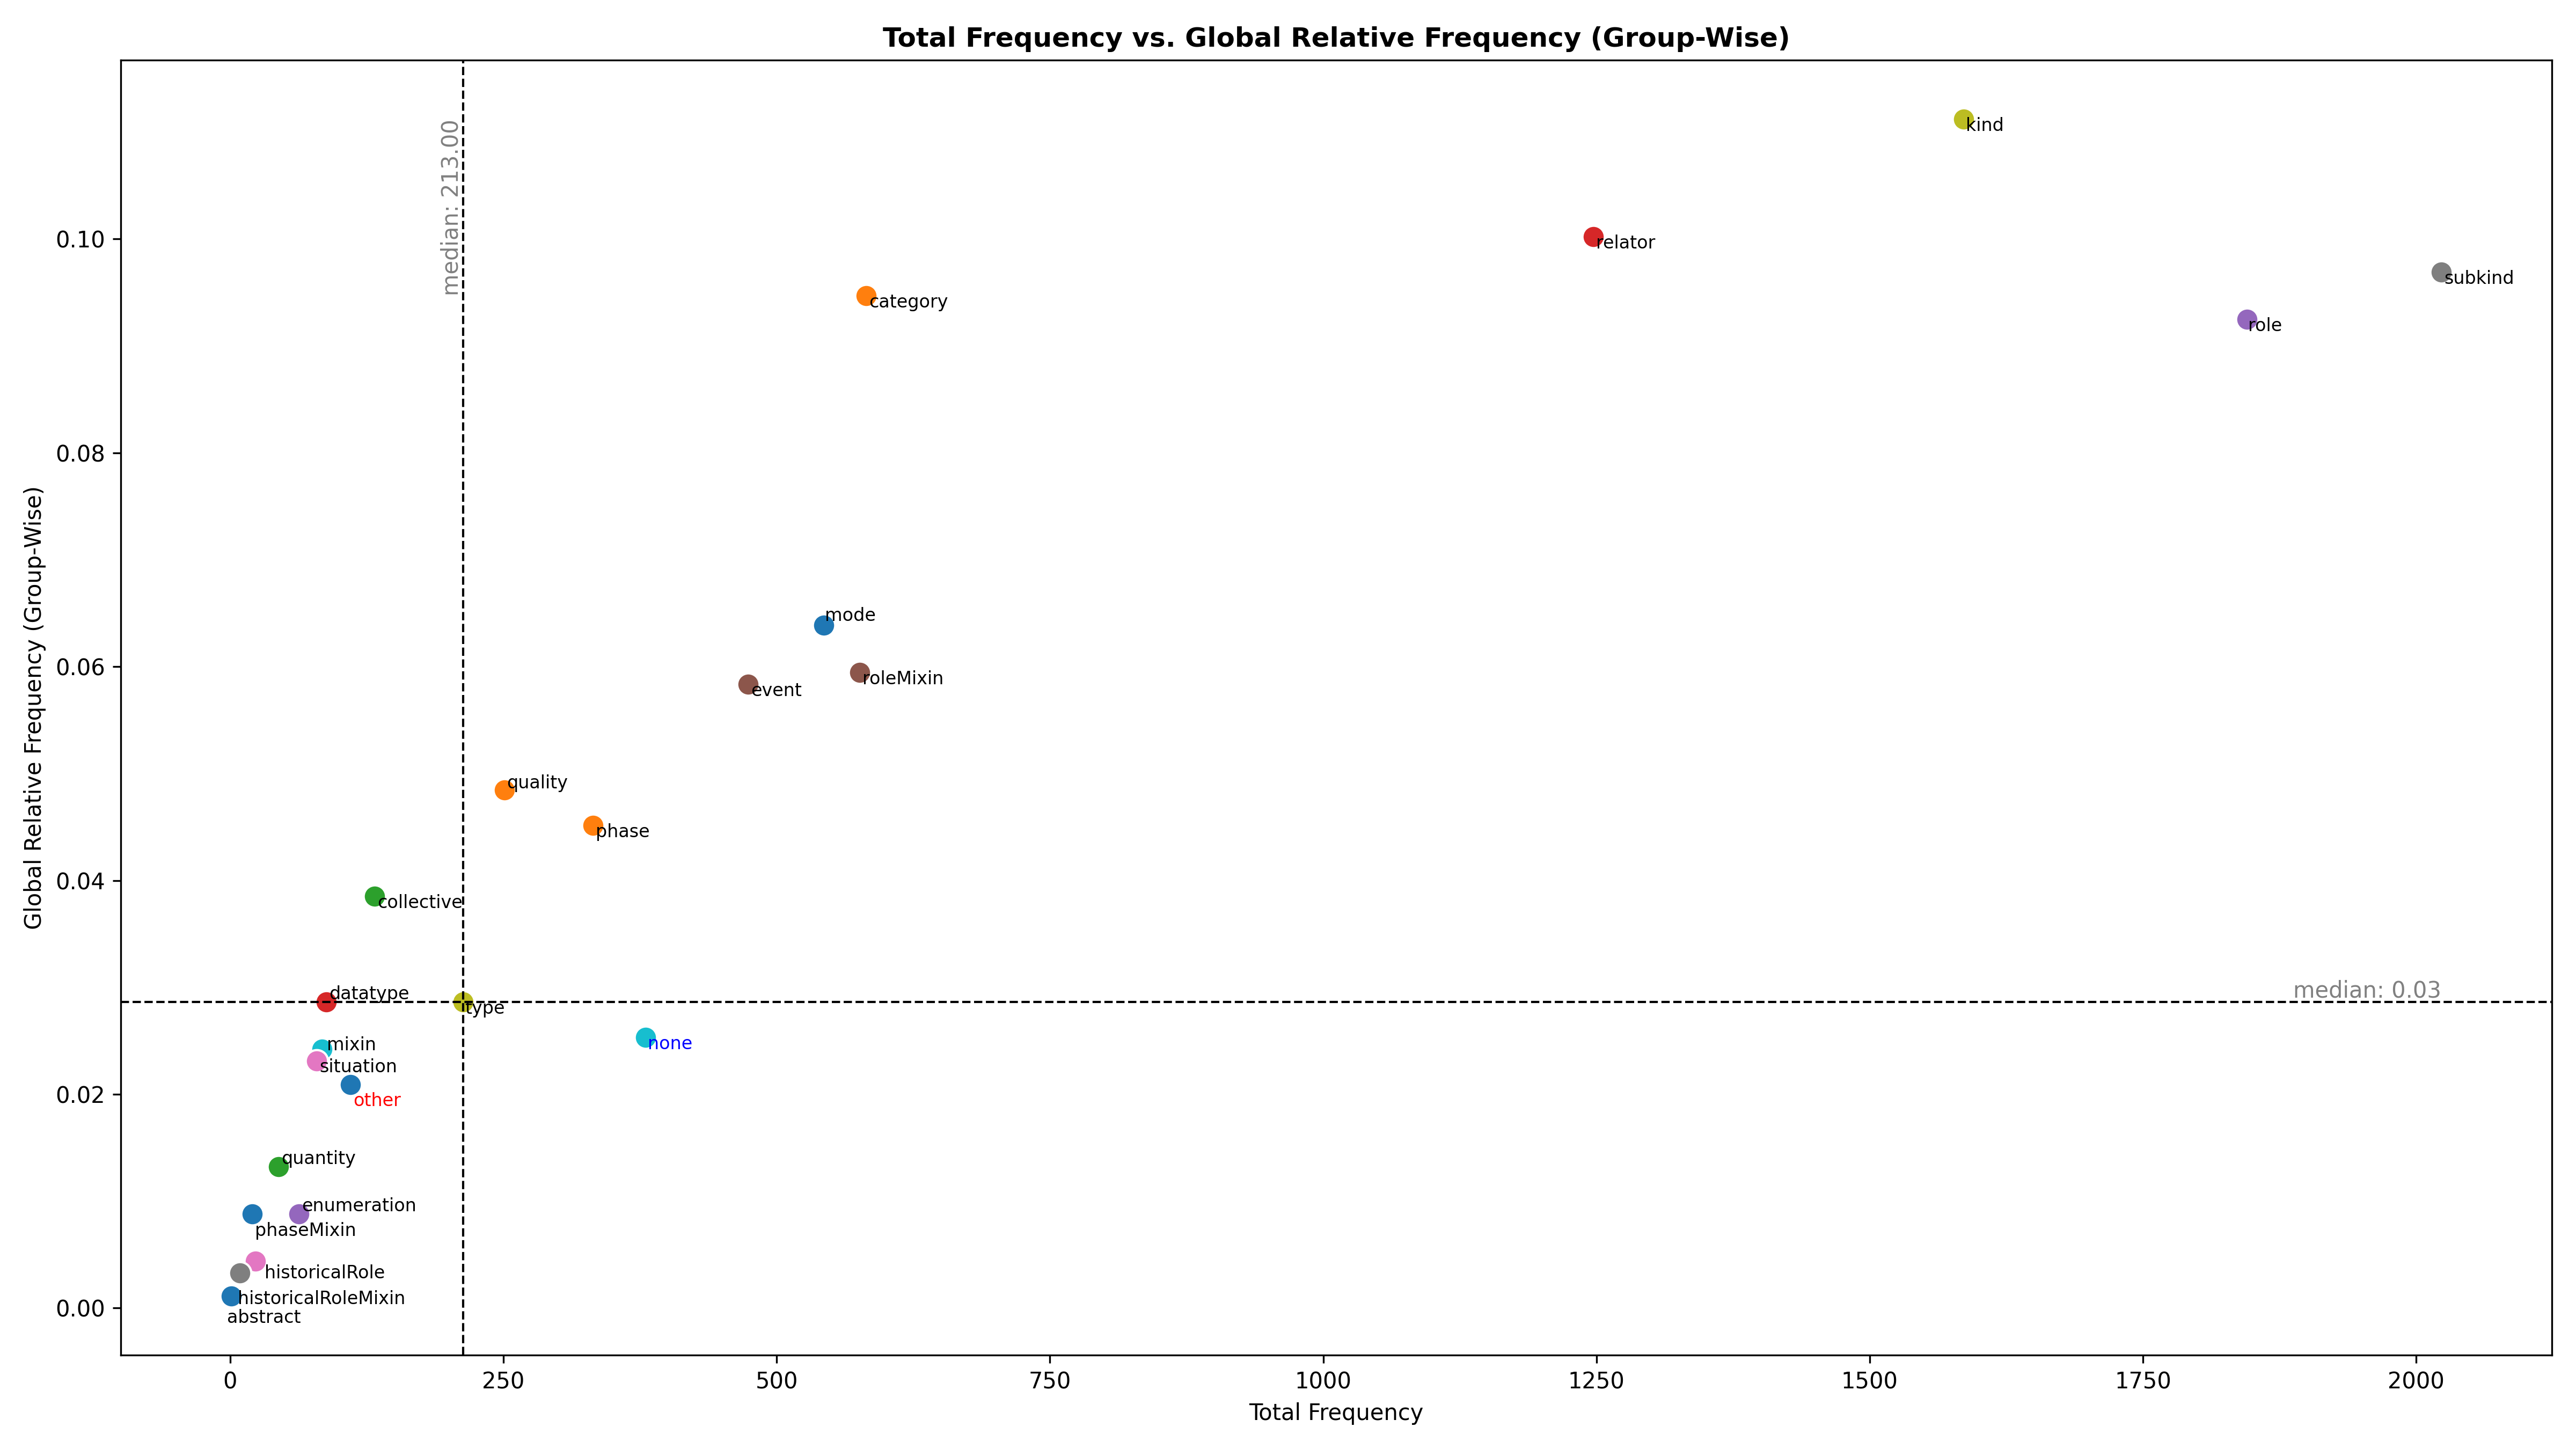 Total Frequency vs. Global Relative Frequency (Group-Wise)
median: 213.00
kind
relator
subkind
category
role
mode
roleMixin
event
quality
phase
collective
datatype
median: 0.03
type
mixin
none
situation
other
quantity
enumeration
phaseMixin
historicalRole
historicalRoleMixin
abstract
0.10
0.08
0.06
0.04
0.02
0.00
Global Relative Frequency (Group-Wise)
0 250 500 750 1000 1250 1500 1750 2000
Total Frequency